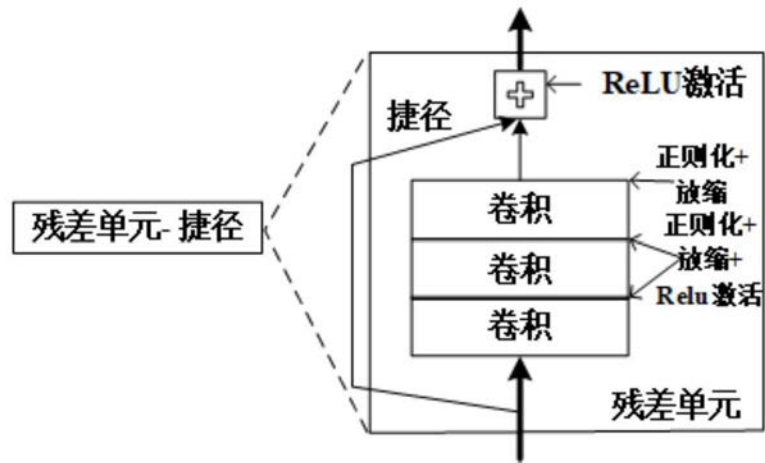 ReLU激活
捷径
正则化+
放缩
卷积
正则化+
残差单元- 捷径
放缩+
卷积
Relu激活
卷积
残差单元